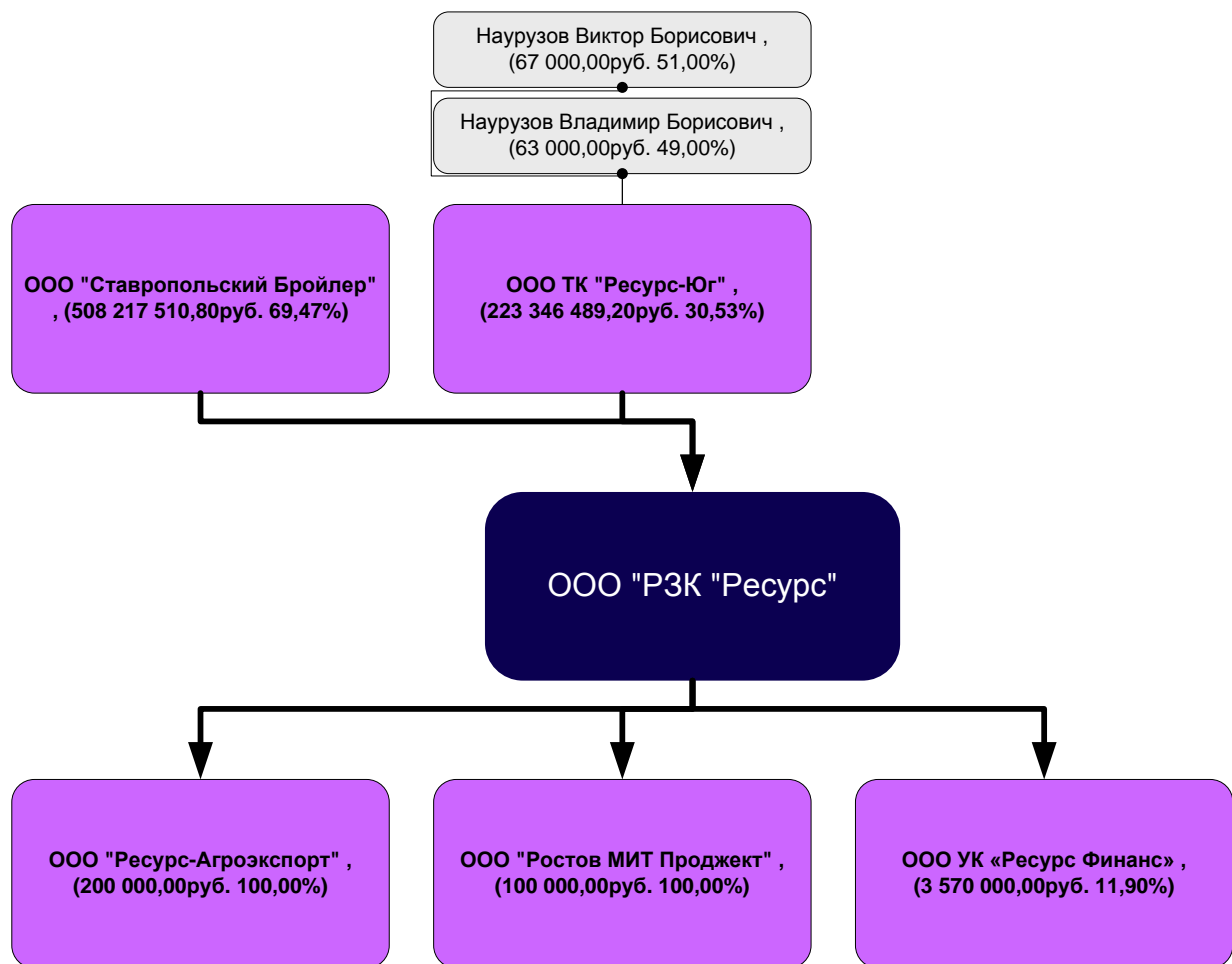 Наурузов Виктор Борисович ,
(67 000,00руб. 51,00%)
Наурузов Владимир Борисович ,
(63 000,00руб. 49,00%)
ООО "Ставропольский Бройлер"
, (508 217 510,80руб. 69,47%)
ООО ТК "Ресурс-Юг" ,
(223 346 489,20руб. 30,53%)
ООО "РЗК "Ресурс"
ООО "Ресурс-Агроэкспорт" ,
(200 000,00руб. 100,00%)
ООО "Ростов МИТ Проджект" ,
(100 000,00руб. 100,00%)
ООО УК «Ресурс Финанс» ,
(3 570 000,00руб. 11,90%)